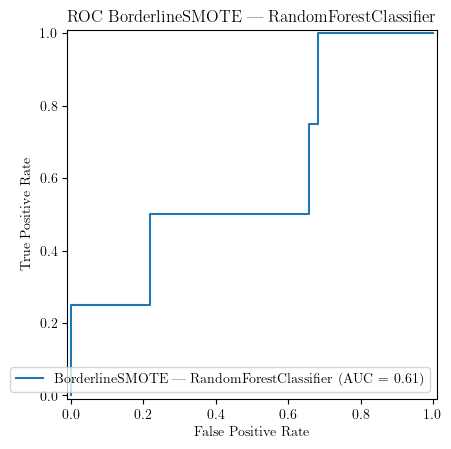 ROC BorderlineSMOTE — RandomForestClassifier
1.0
0.8
0.6
0.4
0.2
0.0
True Positive Rate
BorderlineSMOTE — RandomForestClassifier (AUC = 0.61)
0.0 0.2 0.4 0.6 0.8 1.0
False Positive Rate